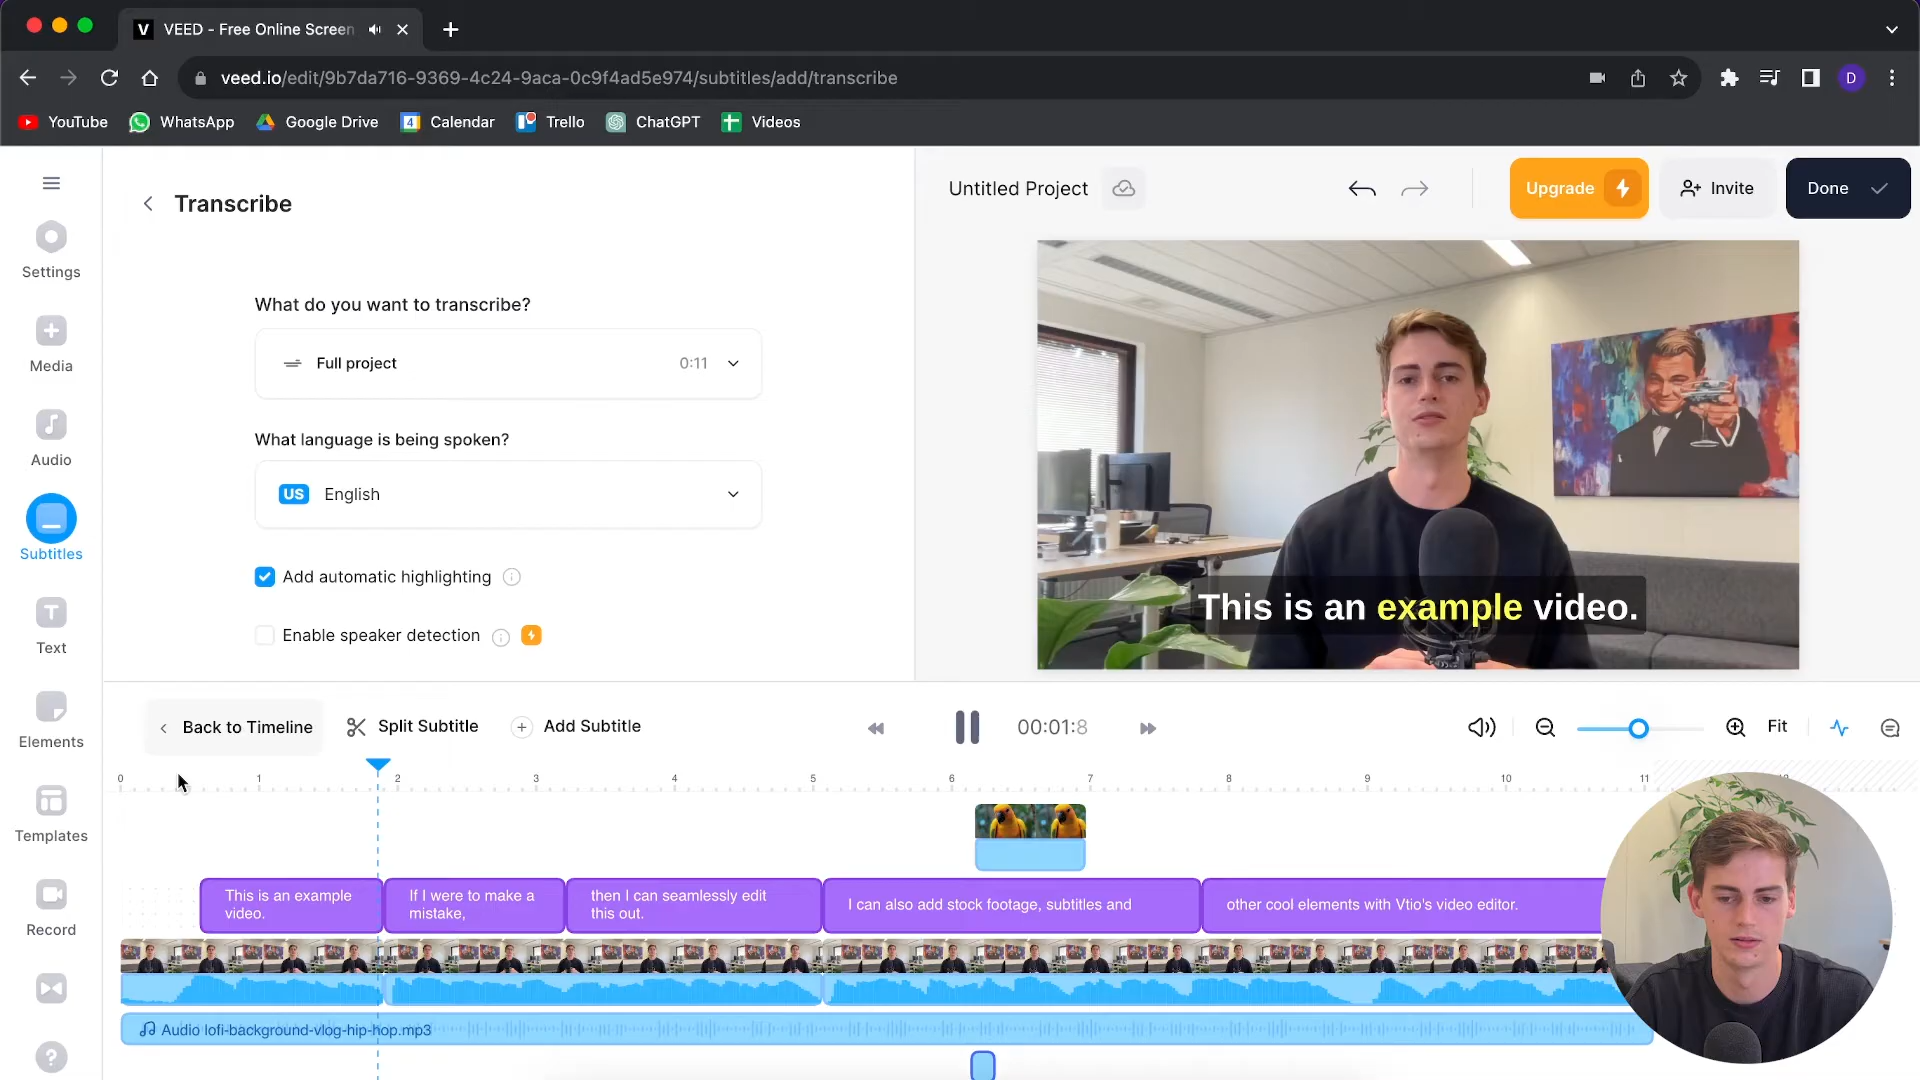 V VEED - Free Online Screen
veed.io/edit/9b7da716-9369-4c24-9aca-0c9f4ad5e974/subtitles/add/transcribe
D
YouTube WhatsApp Google Drive 4 Calendar Trello ChatGPT Videos
Transcribe
Untitled Project
Upgrade
Invite
Done
Settings
Media
Audio
Subtitles
Text
Elements
Templates
Record
What do you want to transcribe?
Full project 0:11
What language is being spoken?
US English
Add automatic highlighting
Enable speaker detection
This is an example video.
Back to Timeline
Split Subtitle
Add Subtitle
00:01:8
Fit
0 1 2 3 4 5 6 7 8 9 10 11
This is an example
video.
If I were to make a
mistake,
then I can seamlessly edit
this out.
I can also add stock footage, subtitles and
other cool elements with Vtio's video editor.
Audio lofi-background-vlog-hip-hop.mp3